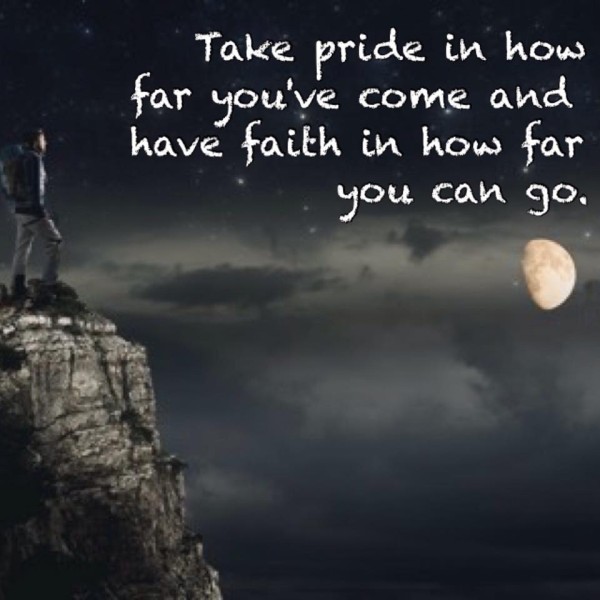 Take pride in how
far you've come and
have faith in how far
you can go.